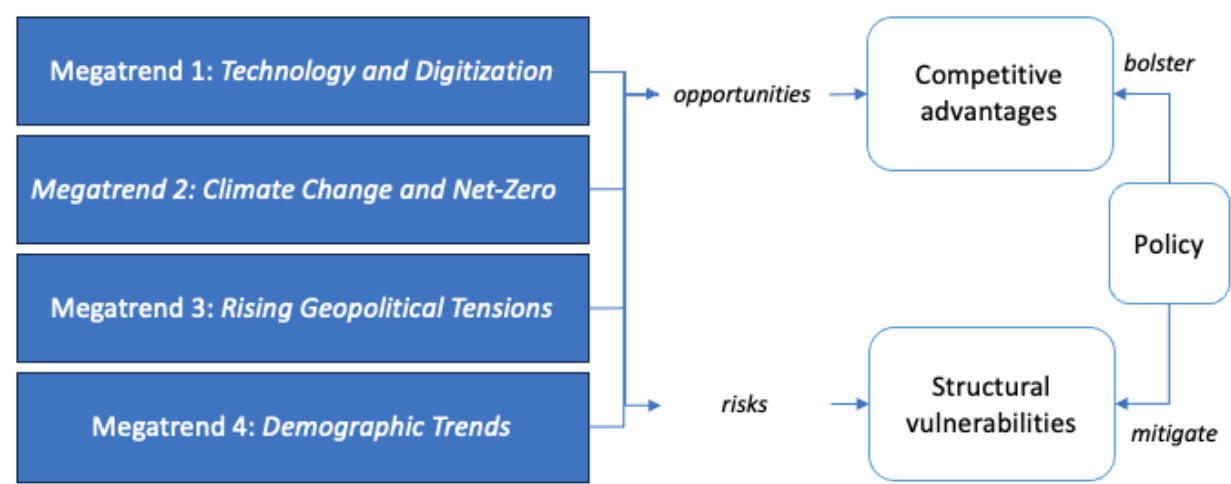 Megatrend 1: Technology and Digitization
Megatrend 2: Climate Change and Net-Zero
Megatrend 3: Rising Geopolitical Tensions
Megatrend 4: Demographic Trends
opportunities
risks
Competitive
advantages
Structural
vulnerabilities
bolster
Policy
mitigate